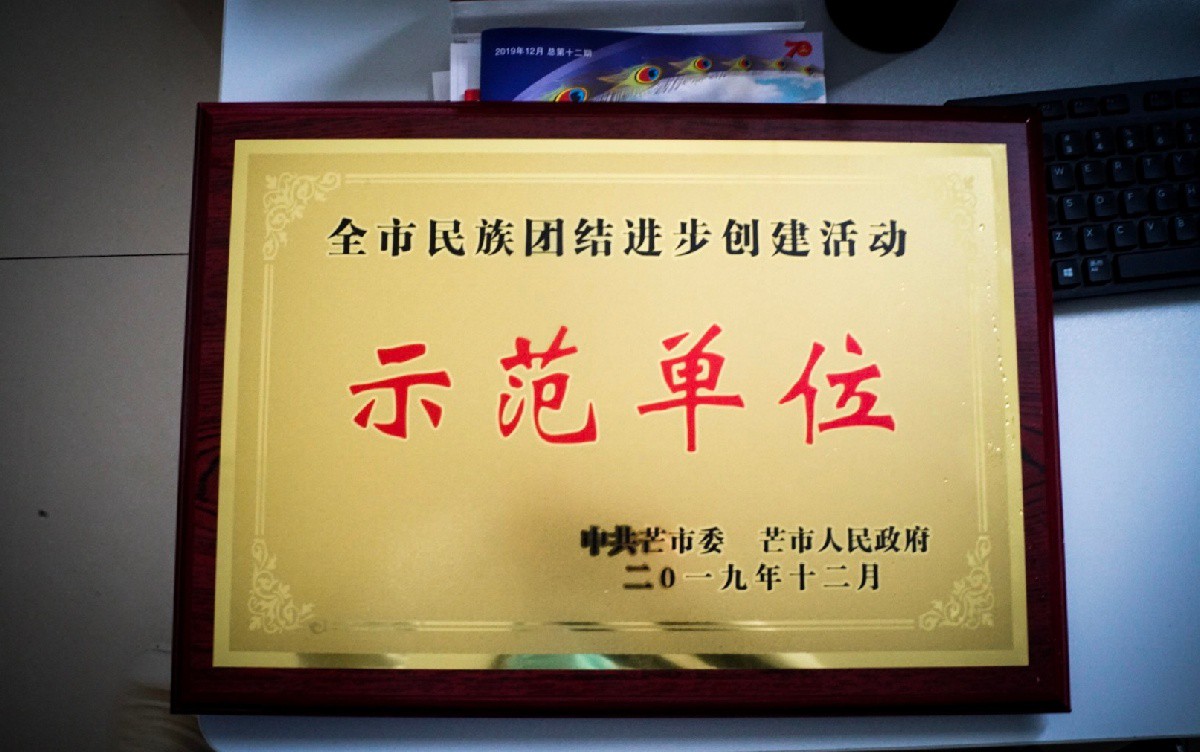 2019年12月 总第十二期
70
全市民族团结进步创建活动
示范单位
中共芒市委 芒市人民政府
二0一九年十二月